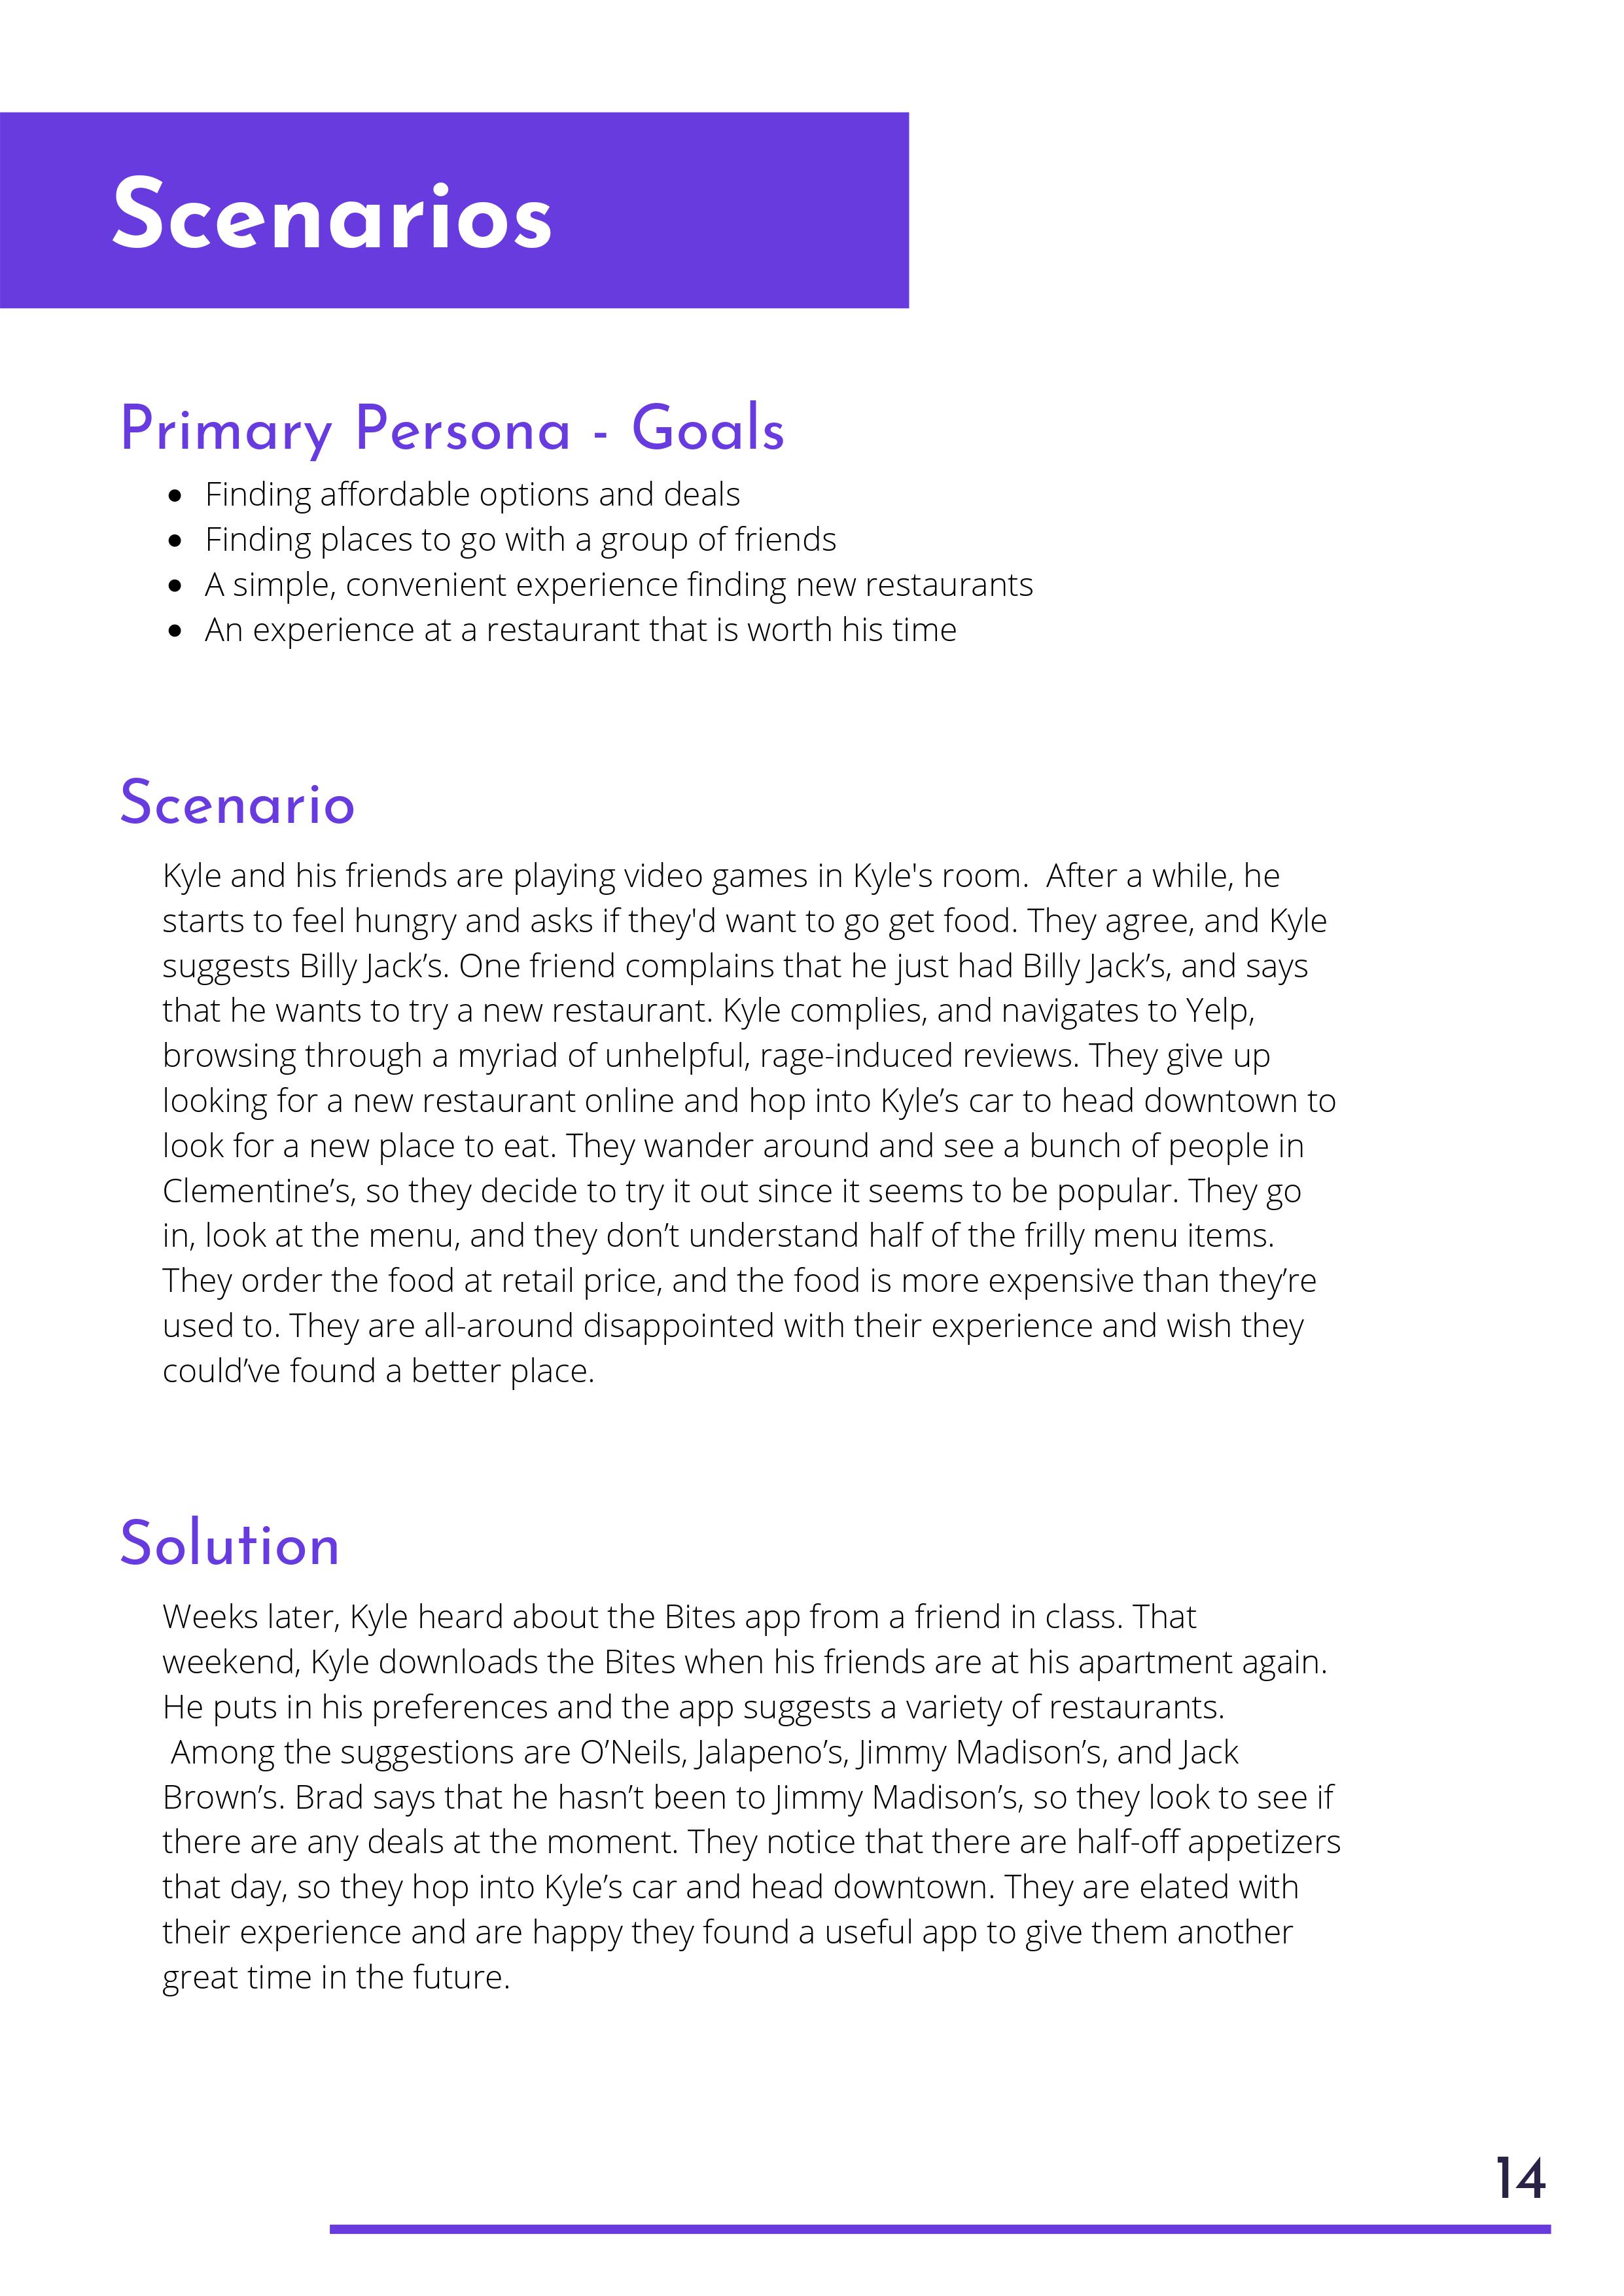 Scenarios
Primary Persona - Goals
• Finding affordable options and deals
• Finding places to go with a group of friends
• A simple, convenient experience finding new restaurants
• An experience at a restaurant that is worth his time
Scenario
Kyle and his friends are playing video games in Kyle's room.  After a while, he
starts to feel hungry and asks if they'd want to go get food. They agree, and Kyle
suggests Billy Jack’s. One friend complains that he just had Billy Jack’s, and says
that he wants to try a new restaurant. Kyle complies, and navigates to Yelp,
browsing through a myriad of unhelpful, rage-induced reviews. They give up
looking for a new restaurant online and hop into Kyle’s car to head downtown to
look for a new place to eat. They wander around and see a bunch of people in
Clementine’s, so they decide to try it out since it seems to be popular. They go
in, look at the menu, and they don’t understand half of the frilly menu items.
They order the food at retail price, and the food is more expensive than they’re
used to. They are all-around disappointed with their experience and wish they
could’ve found a better place.
Solution
Weeks later, Kyle heard about the Bites app from a friend in class. That
weekend, Kyle downloads the Bites when his friends are at his apartment again.
He puts in his preferences and the app suggests a variety of restaurants.
Among the suggestions are O’Neils, Jalapeno’s, Jimmy Madison’s, and Jack
Brown’s. Brad says that he hasn’t been to Jimmy Madison’s, so they look to see if
there are any deals at the moment. They notice that there are half-off appetizers
that day, so they hop into Kyle’s car and head downtown. They are elated with
their experience and are happy they found a useful app to give them another
great time in the future.
14